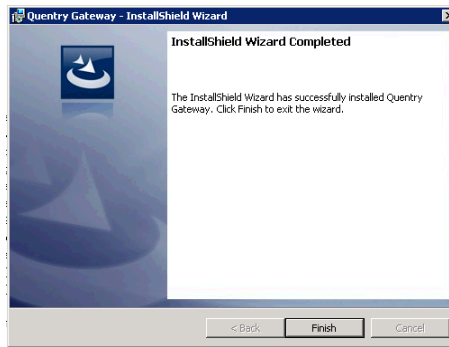 Quentry Gateway - InstallShield Wizard
InstallShield Wizard Completed
The InstallShield Wizard has successfully installed Quentry
Gateway. Click Finish to exit the wizard.
< Back
Finish
Cancel